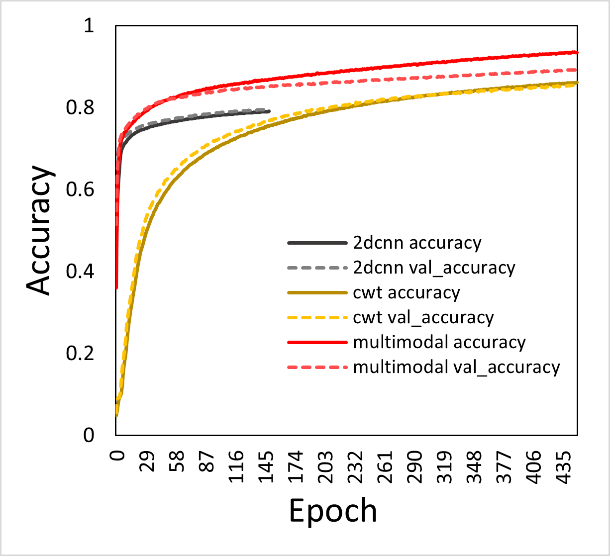 1
0.8
0.6
0.4
0.2
0
Accuracy
2dcnn accuracy
2dcnn val_accuracy
cwt accuracy
cwt val_accuracy
multimodal accuracy
multimodal val_accuracy
0 29 58 87 116 145 174 203 232 261 290 319 348 377 406 435
Epoch